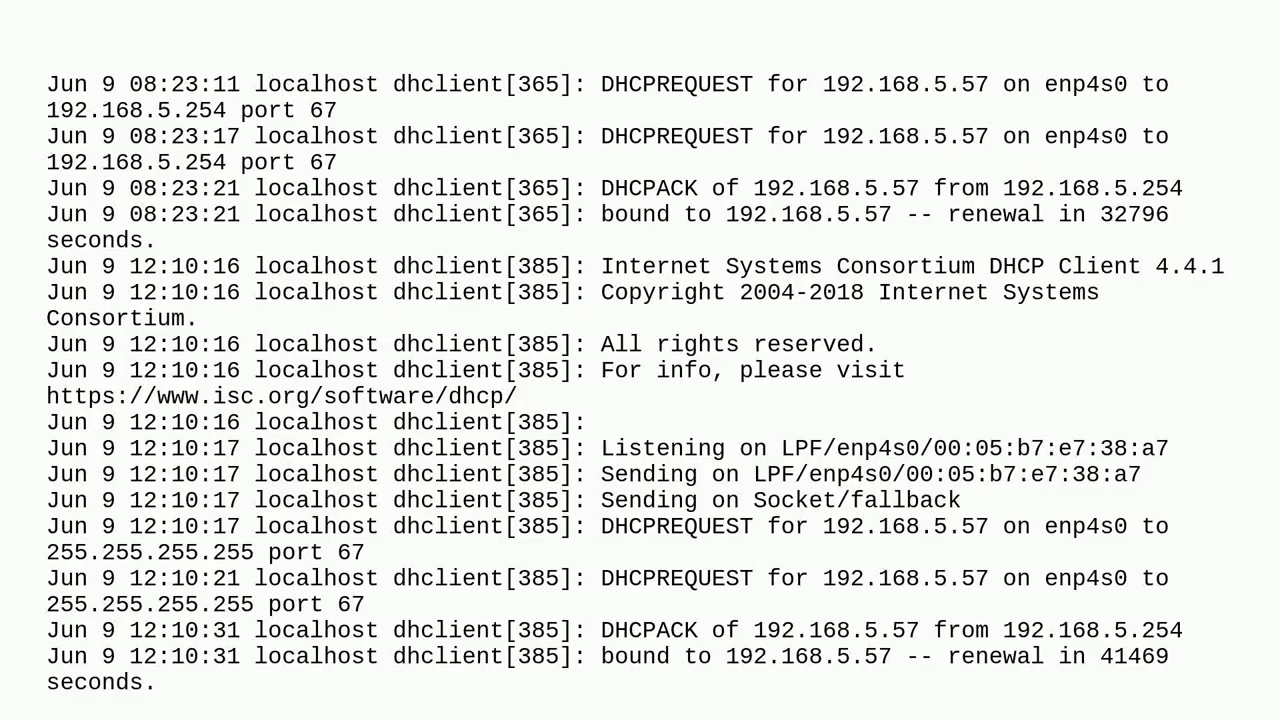 Jun 9 08:23:11 localhost dhclient[365]: DHCPREQUEST for 192.168.5.57 on enp4s0 to
192.168.5.254 port 67
Jun 9 08:23:17 localhost dhclient[365]: DHCPREQUEST for 192.168.5.57 on enp4s0 to
192.168.5.254 port 67
Jun 9 08:23:21 localhost dhclient[365]: DHCPACK of 192.168.5.57 from 192.168.5.254
Jun 9 08:23:21 localhost dhclient[365]: bound to 192.168.5.57 -- renewal in 32796
seconds.
Jun 9 12:10:16 localhost dhclient[385]: Internet Systems Consortium DHCP Client 4.4.1
Jun 9 12:10:16 localhost dhclient[385]: Copyright 2004-2018 Internet Systems
Consortium.
Jun 9 12:10:16 localhost dhclient[385]: All rights reserved.
Jun 9 12:10:16 localhost dhclient[385]: For info, please visit
https://www.isc.org/software/dhcp/
Jun 9 12:10:16 localhost dhclient[385]:
Jun 9 12:10:17 localhost dhclient[385]: Listening on LPF/enp4s0/00:05:b7:e7:38:a7
Jun 9 12:10:17 localhost dhclient[385]: Sending on LPF/enp4s0/00:05:b7:e7:38:a7
Jun 9 12:10:17 localhost dhclient[385]: Sending on Socket/fallback
Jun 9 12:10:17 localhost dhclient[385]: DHCPREQUEST for 192.168.5.57 on enp4s0 to
255.255.255.255 port 67
Jun 9 12:10:21 localhost dhclient[385]: DHCPREQUEST for 192.168.5.57 on enp4s0 to
255.255.255.255 port 67
Jun 9 12:10:31 localhost dhclient[385]: DHCPACK of 192.168.5.57 from 192.168.5.254
Jun 9 12:10:31 localhost dhclient[385]: bound to 192.168.5.57 -- renewal in 41469
seconds.